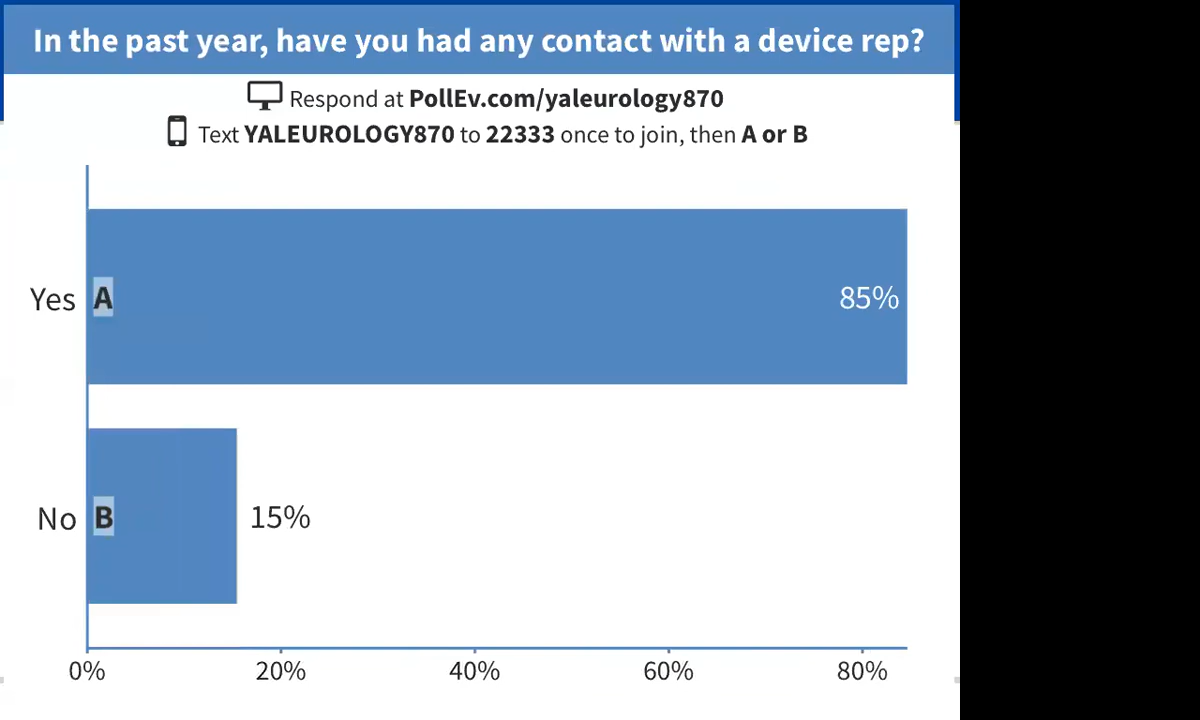 In the past year, have you had any contact with a device rep?
Respond at PollEv.com/yaleurology870
Text YALEUROLOGY870 to 22333 once to join, then A or B
Yes A 85%
No B 15%
0% 20% 40% 60% 80%